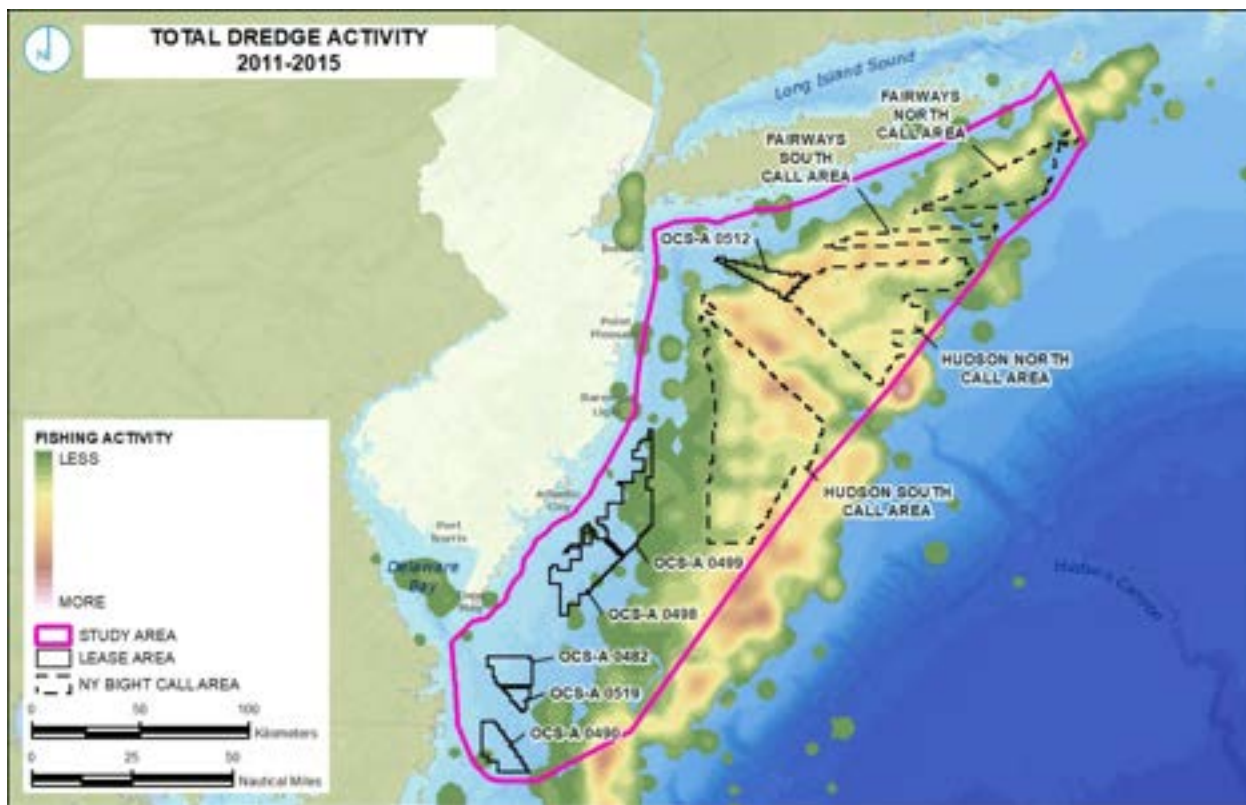 TOTAL DREDGE ACTIVITY
2011-2015
N
Long Island Sound
FAIRWAYS
NORTH
CALL AREA
FAIRWAYS
SOUTH
CALL AREA
OCS-A 0512
Point
HUDSON NORTH
CALL AREA
HUDSON SOUTH
CALL AREA
Atlantic
City
Port
Norris
OCS-A 0499
Delaware
Bay
Cape
May
OCS-A 0498
Hudson Canyon
OCS-A 0482
OCS-A 0519
OCS-A 0490
FISHING ACTIVITY
LESS
MORE
STUDY AREA
LEASE AREA
NY BIGHT CALL AREA
0 50 100
Kilometers
0 25 50
Nautical Miles